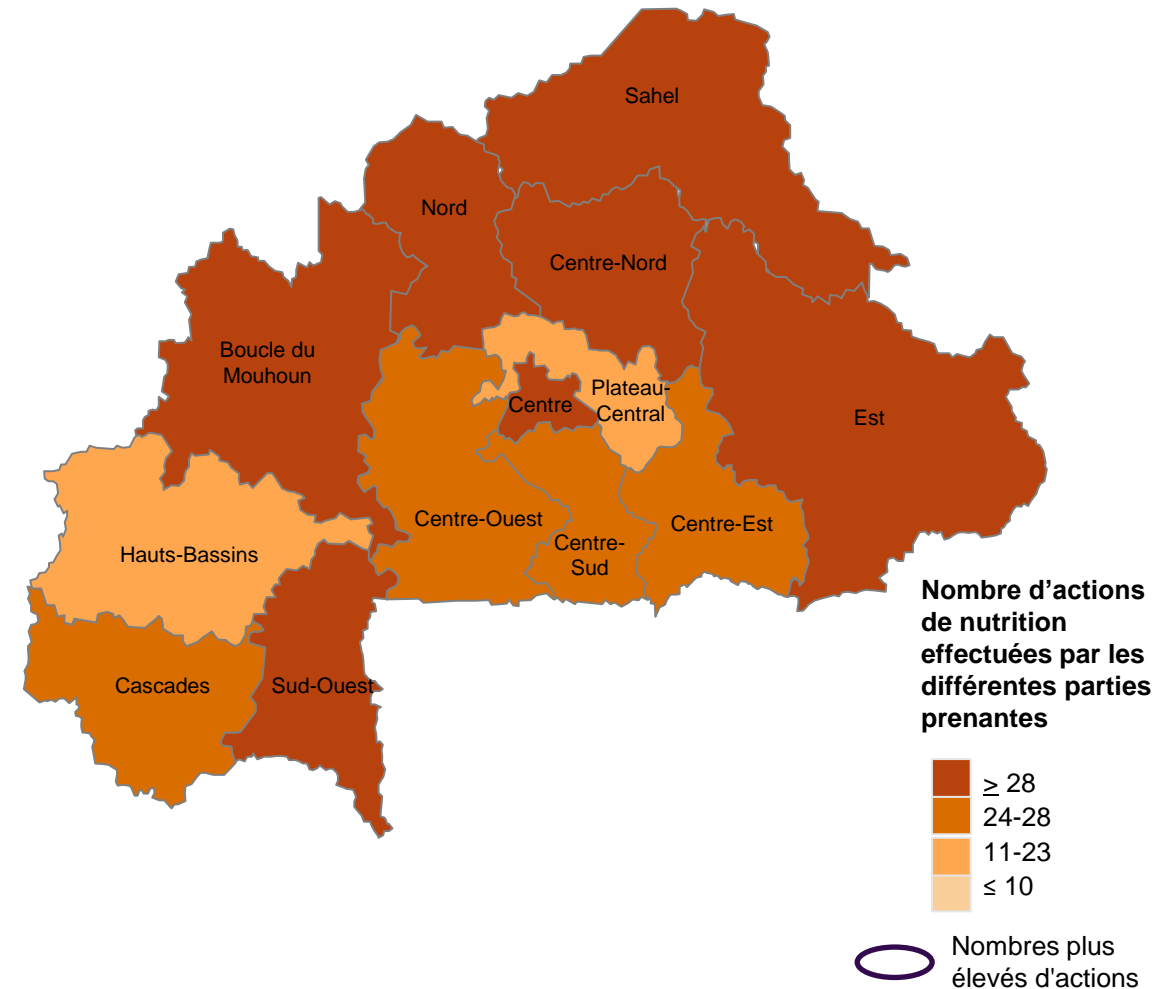 Sahel
Nord
Centre-Nord
Boucle du
Mouhoun
Plateau-
Central
Centre
Est
Centre-Ouest
Centre-Est
Centre-
Sud
Hauts-Bassins
Cascades
Sud-Ouest
Nombre d’actions
de nutrition
effectuées par les
différentes parties
prenantes
≥ 28
24-28
11-23
≤ 10
Nombres plus
élevés d'actions